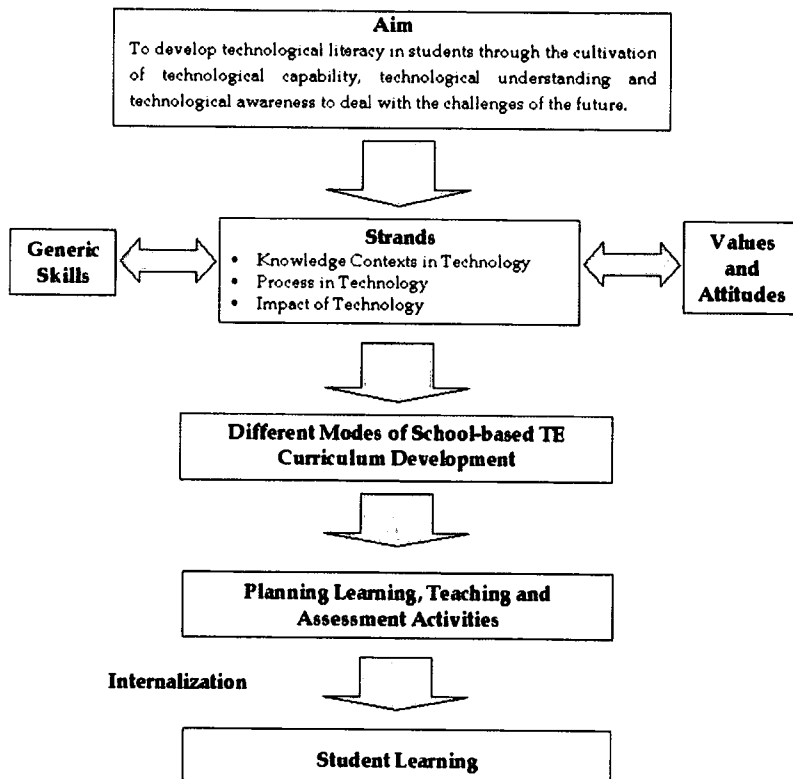 Aim
To develop technological literacy in students through the cultivation
of technological capability, technological understanding and
technological awareness to deal with the challenges of the future.
Generic
Skills
Strands
• Knowledge Contexts in Technology
• Process in Technology
• Impact of Technology
Values
and
Attitudes
Different Modes of School-based TE
Curriculum Development
Planning Learning, Teaching and
Assessment Activities
Internalization
Student Learning